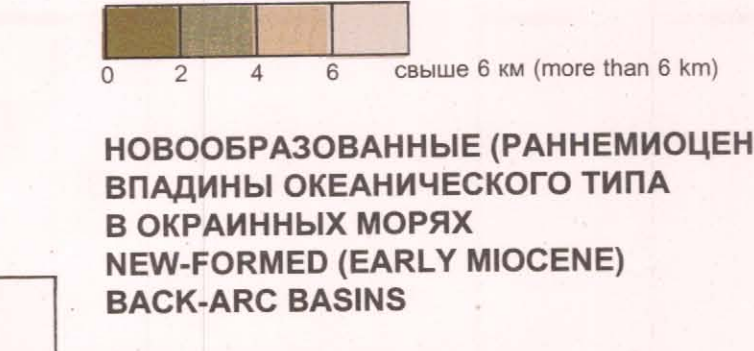 0 2 4 6 свыше 6 км (more than 6 km)
НОВООБРАЗОВАННЫЕ (РАННЕМИОЦЕН
ВПАДИНЫ ОКЕАНИЧЕСКОГО ТИПА
В ОКРАИННЫХ МОРЯХ
NEW-FORMED (EARLY MIOCENE)
BACK-ARC BASINS